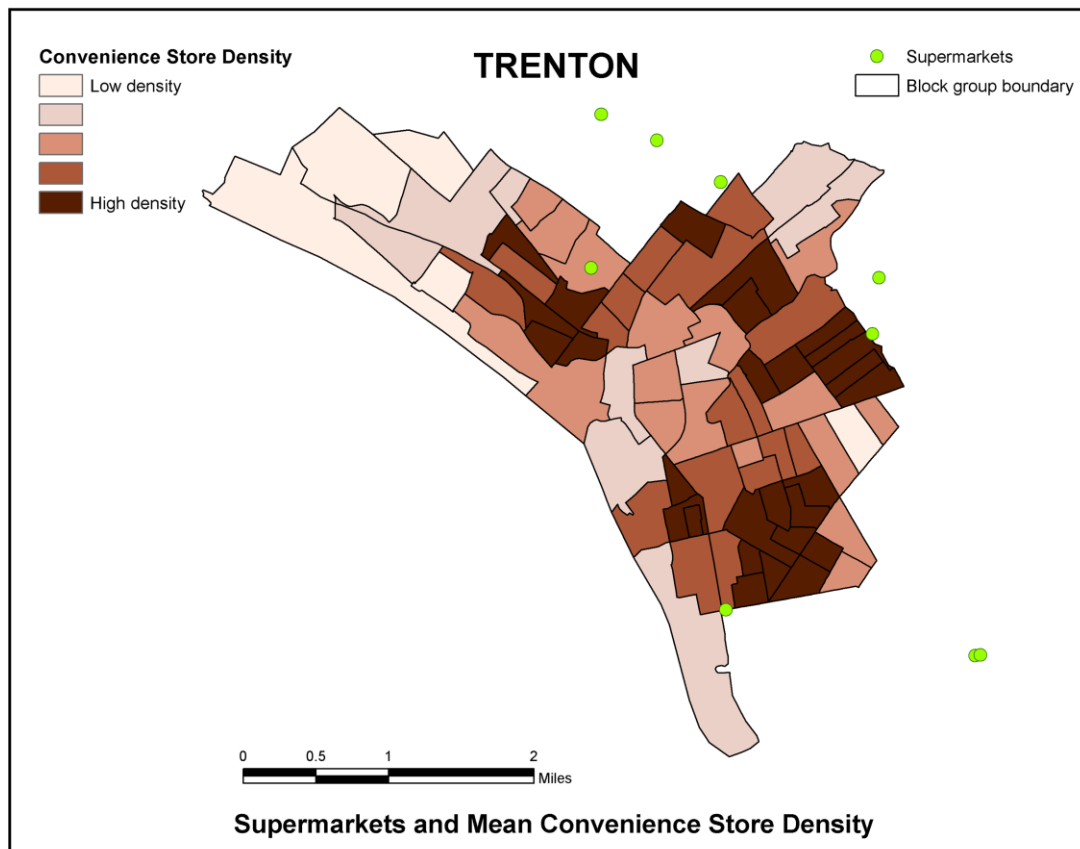 TRENTON
Convenience Store Density
Low density
High density
Supermarkets
Block group boundary
0 0.5 1 2
Miles
Supermarkets and Mean Convenience Store Density